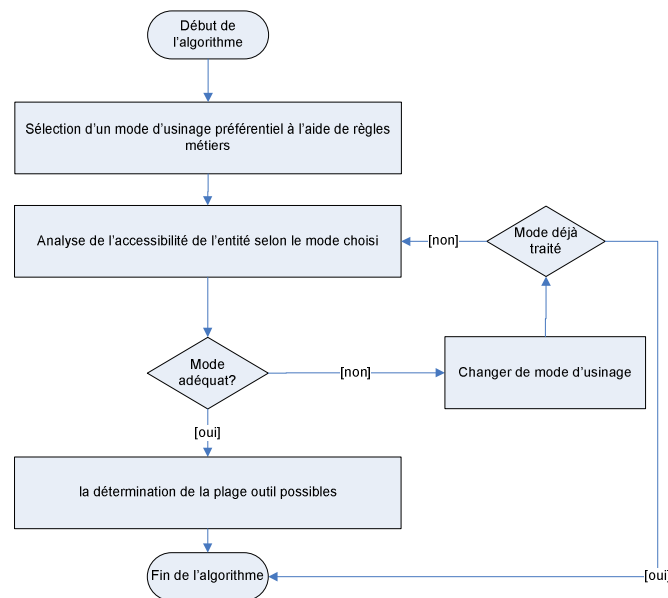 Début de
l'algorithme
Sélection d'un mode d'usinage préférentiel à l'aide de règles
métiers
Analyse de l'accessibilité de l'entité selon le mode choisi
[non]
Mode déjà
traité
Mode
adéquat?
[non]
Changer de mode d'usinage
[oui]
la détermination de la plage outil possibles
Fin de l'algorithme
[oui]